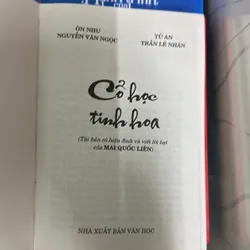 ÔN NHƯ
NGUYỄN VĂN NGỌC
TỬ AN
TRẦN LÊ NHÂN
Cổ học
tinh hoa
(Tái bản có hiệu đính và với lời bạt
của MAI QUỐC LIÊN)
NHÀ XUẤT BẢN VĂN HỌC